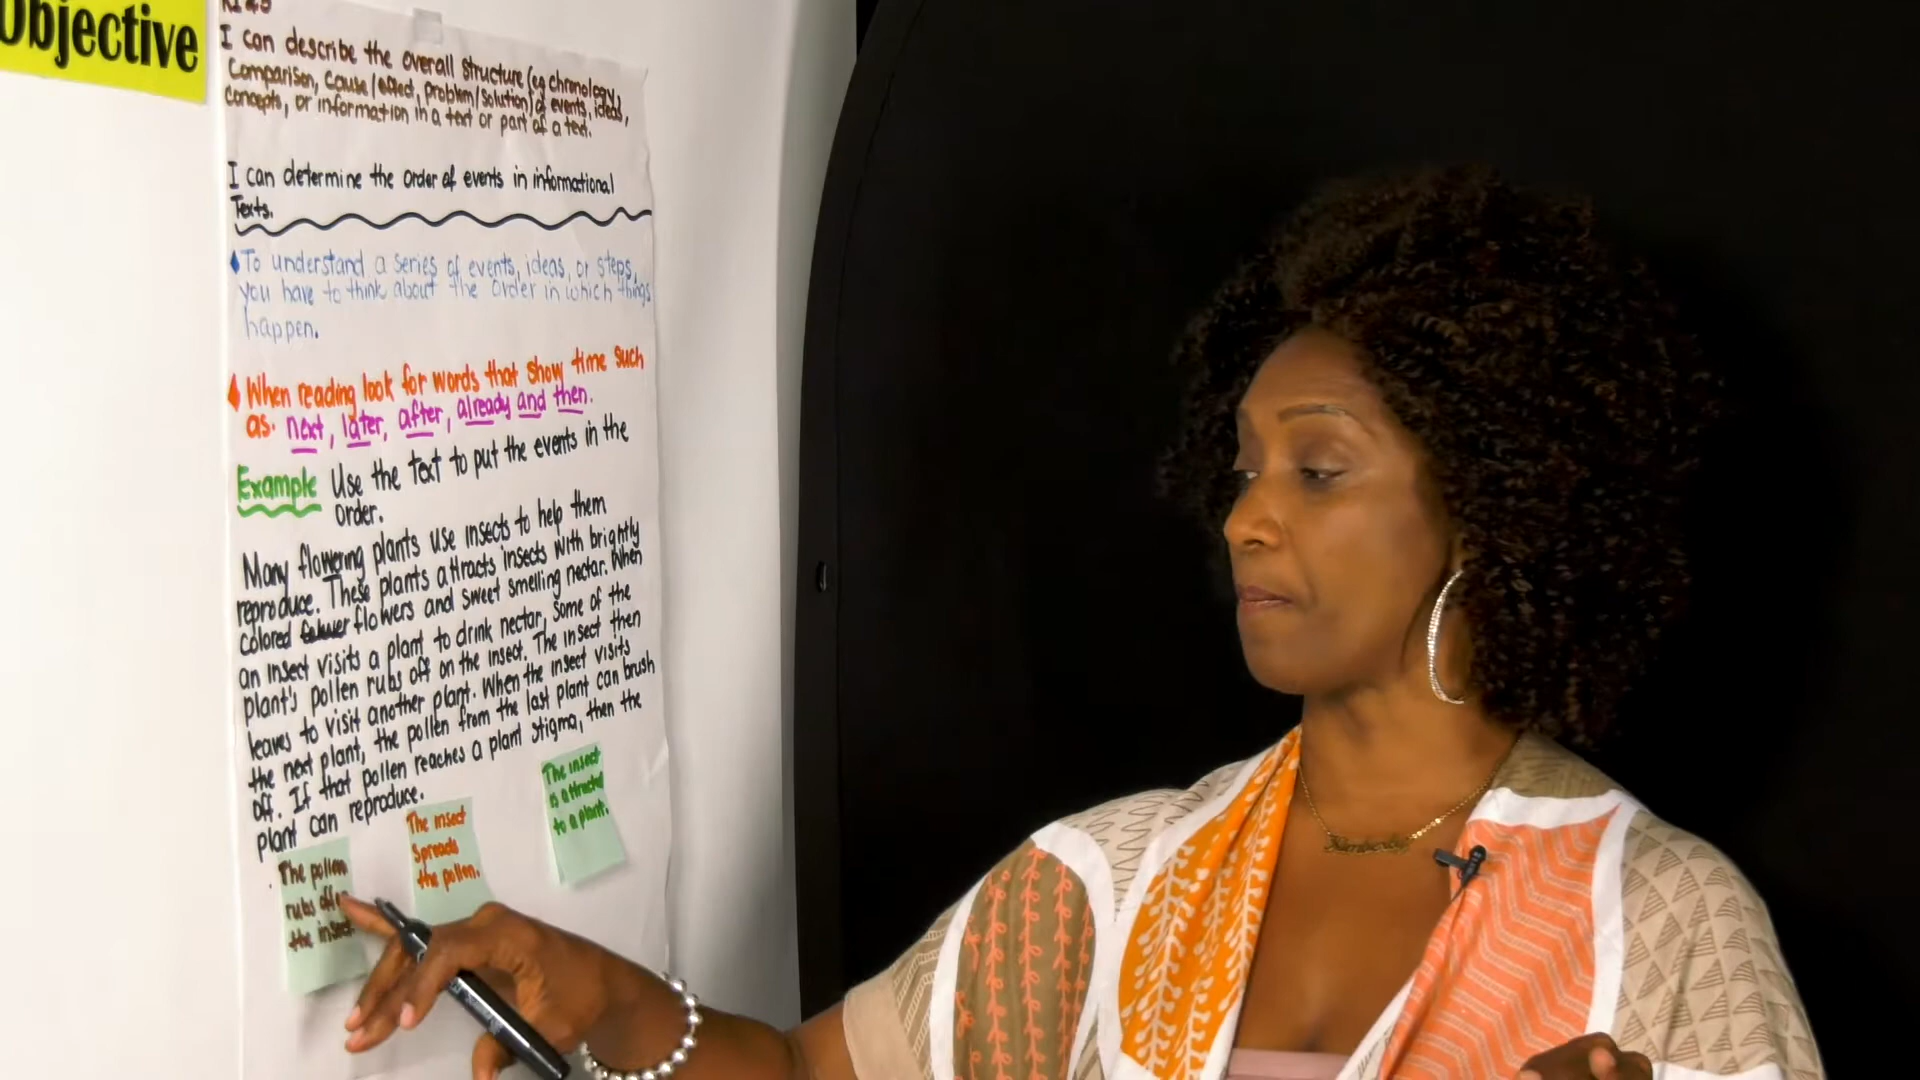 Objective
I can describe the overall structure (eg chronology,
Comparison, cause/effect, problem/solution) of events, ideas,
concepts, or information in a text or part of a text.
I can determine the order of events in informational
Texts.
To understand a series of events, ideas, or steps,
you have to think about the order in which things
happen.
When reading look for words that show time such
as: next, later, after, already and then.
Example Use the Text to put the events in the
order.
Many flowering plants use insects to help them
reproduce. These plants attracts insects with brightly
colored flowers and sweet smelling nectar. When
an insect visits a plant to drink nectar, some of the
plant's pollen rubs off on the insect. The insect then
leaves to visit another plant. When the insect visits
the next plant, the pollen from the last plant can brush
off. If that pollen reaches a plant stigma, then the
plant can reproduce.
The pollen
rubs off
the insect
The insect
Spreads
the pollen.
The insect
is attracted
to a plant.